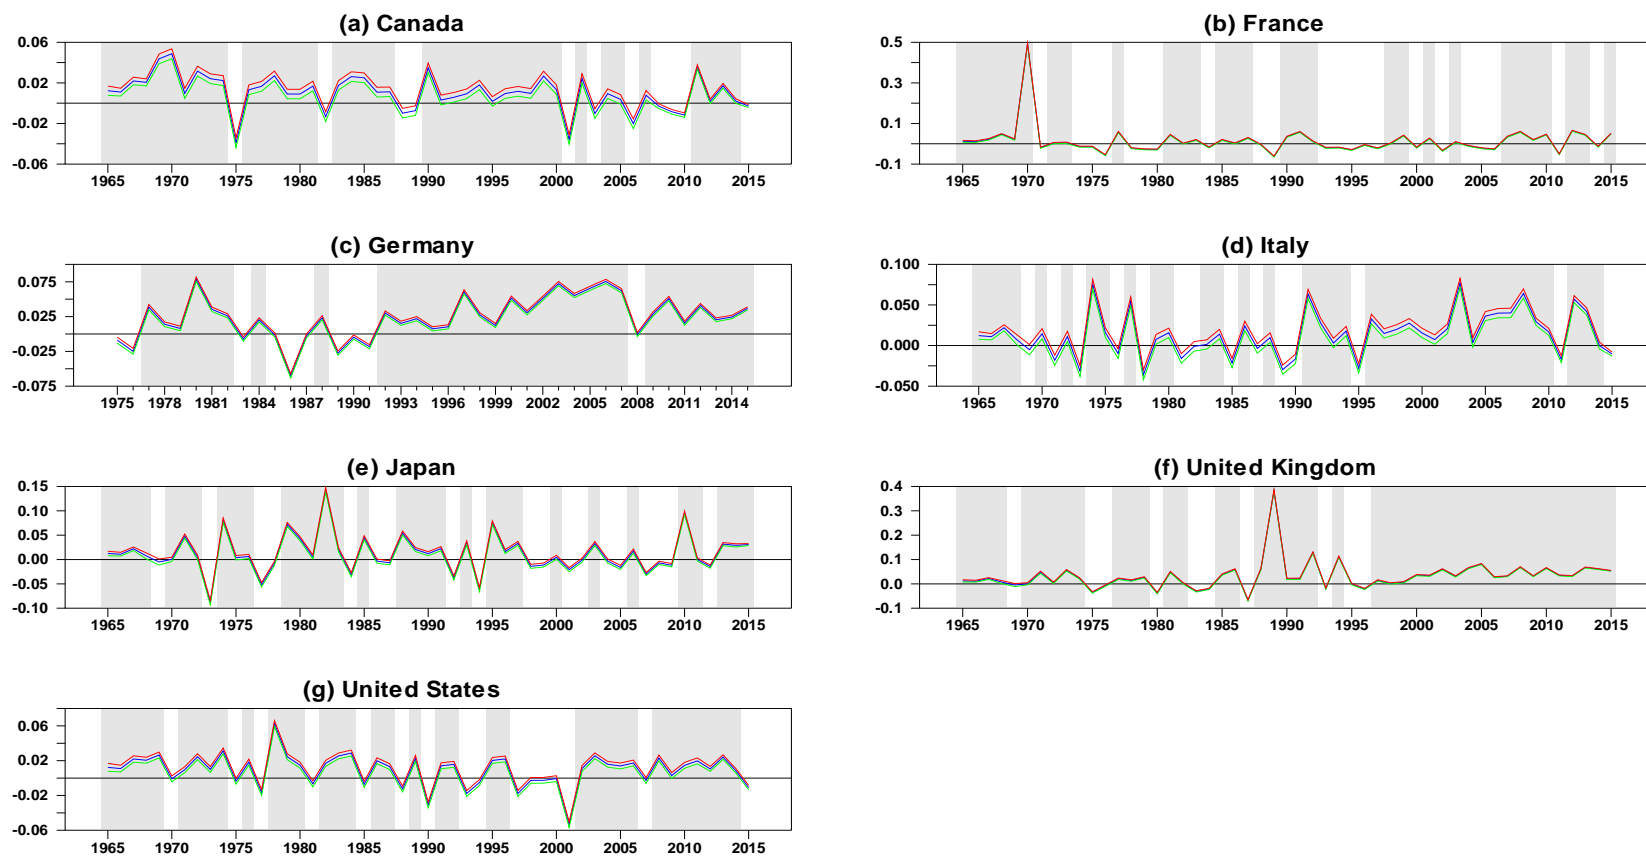 (a) Canada
0.06
0.02
-0.02
-0.06
1965 1970 1975 1980 1985 1990 1995 2000 2005 2010 2015
(b) France
0.5
0.3
0.1
-0.1
1965 1970 1975 1980 1985 1990 1995 2000 2005 2010 2015
(c) Germany
0.075
0.025
-0.025
-0.075
1975 1978 1981 1984 1987 1990 1993 1996 1999 2002 2005 2008 2011 2014
(d) Italy
0.100
0.050
0.000
-0.050
1965 1970 1975 1980 1985 1990 1995 2000 2005 2010 2015
(e) Japan
0.15
0.10
0.05
0.00
-0.05
-0.10
1965 1970 1975 1980 1985 1990 1995 2000 2005 2010 2015
(f) United Kingdom
0.4
0.3
0.2
0.1
0.0
-0.1
1965 1970 1975 1980 1985 1990 1995 2000 2005 2010 2015
(g) United States
0.06
0.02
-0.02
-0.06
1965 1970 1975 1980 1985 1990 1995 2000 2005 2010 2015